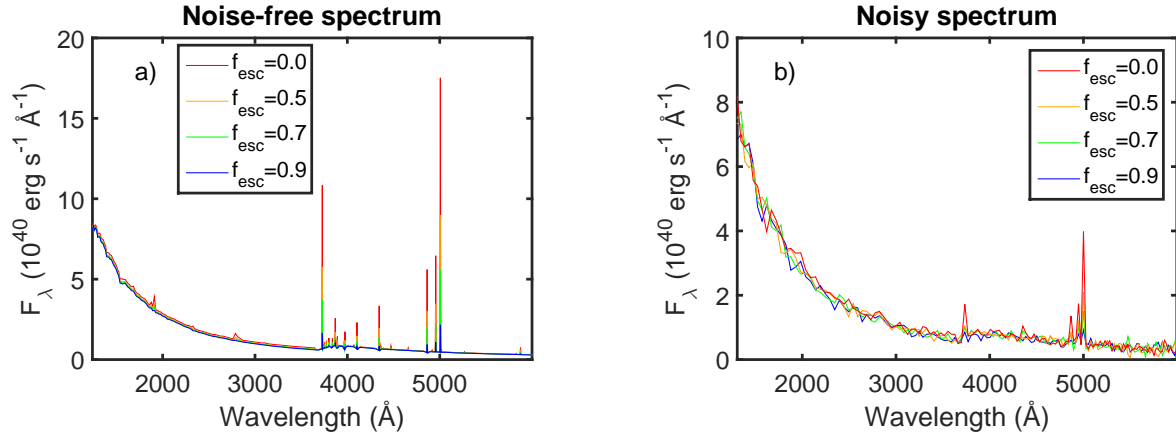 Noise-free spectrum
20
15
10
5
0
2000 3000 4000 5000
Wavelength (Å)
F_λ (10^40 erg s^-1 Å^-1)
a)
f_esc=0.0
f_esc=0.5
f_esc=0.7
f_esc=0.9
Noisy spectrum
10
8
6
4
2
0
2000 3000 4000 5000
Wavelength (Å)
F_λ (10^40 erg s^-1 Å^-1)
b)
f_esc=0.0
f_esc=0.5
f_esc=0.7
f_esc=0.9